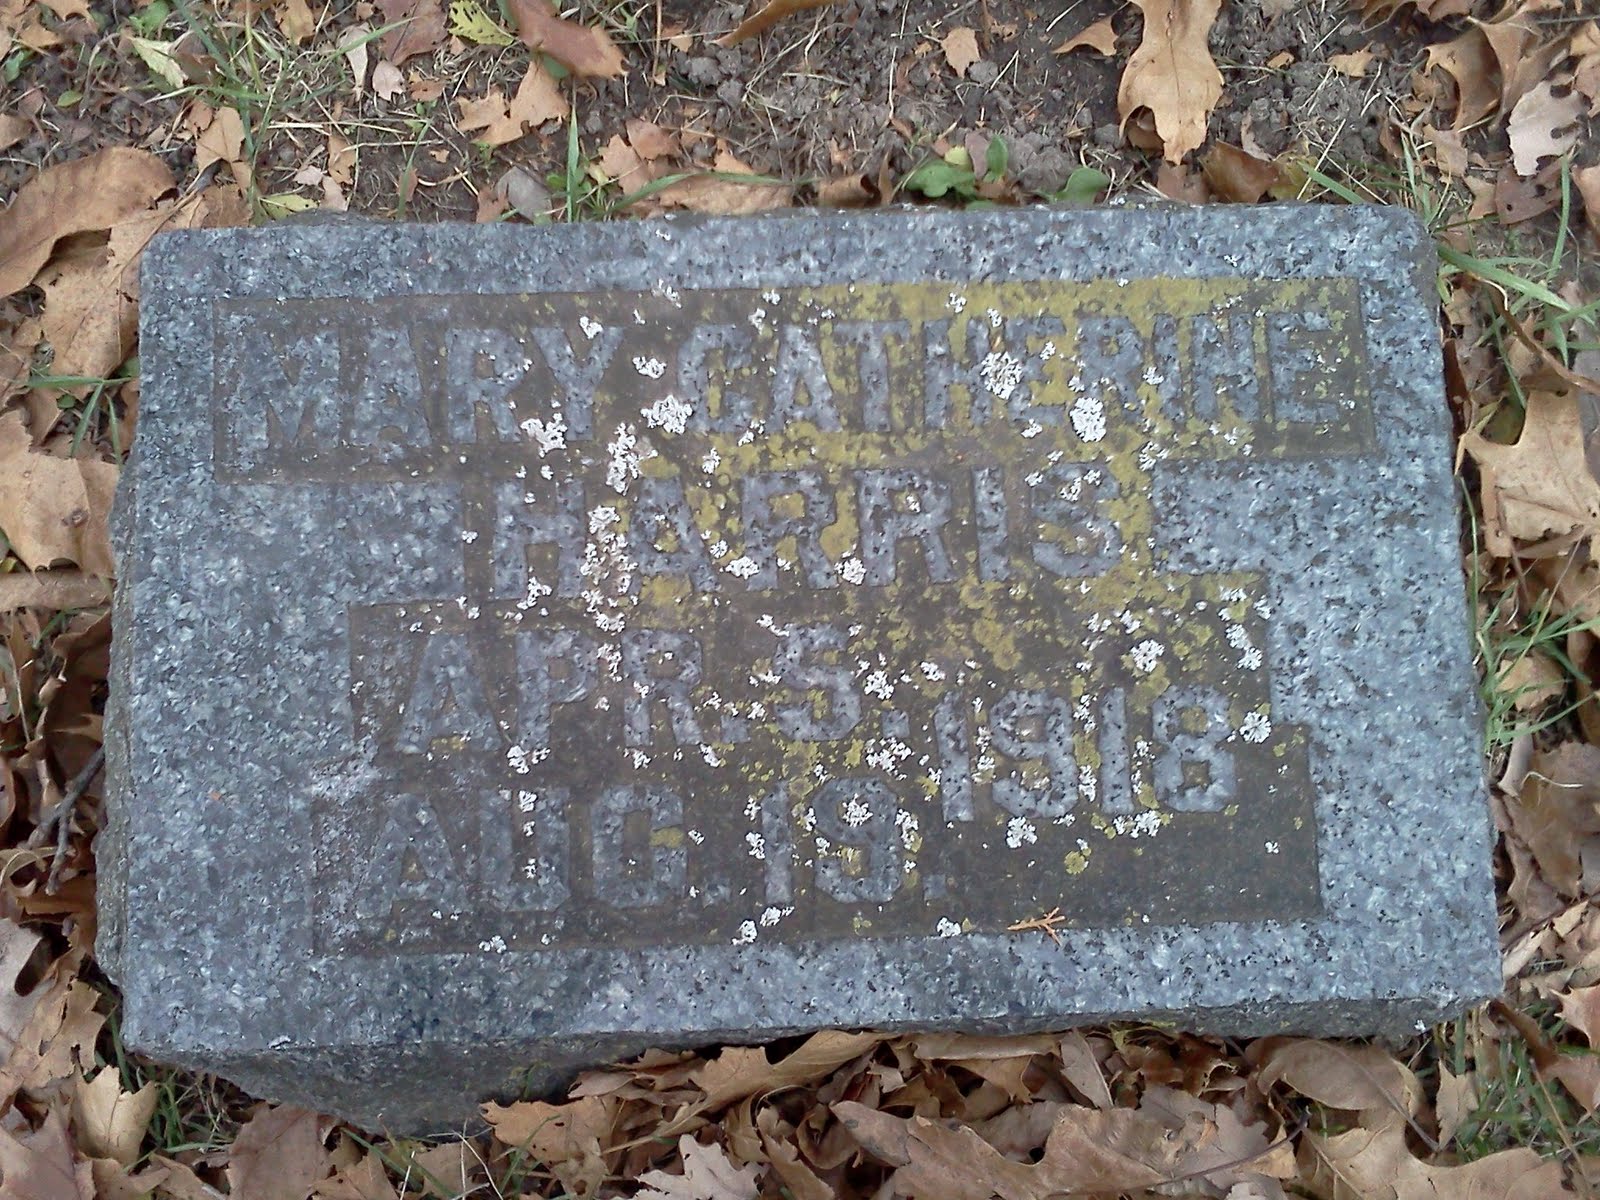 MARY CATHERINE
HARRIS
APR. 5,
AUG. 19, 1918